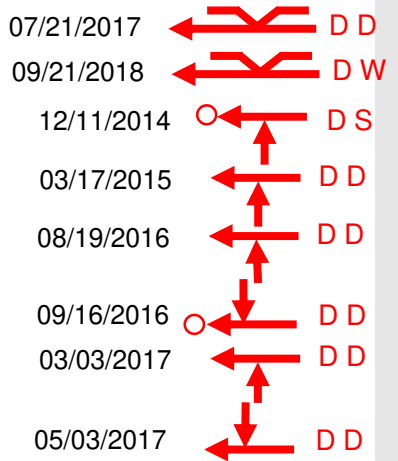 07/21/2017 D D
09/21/2018 D W
12/11/2014 D S
03/17/2015 D D
08/19/2016 D D
09/16/2016 D D
03/03/2017 D D
05/03/2017 D D